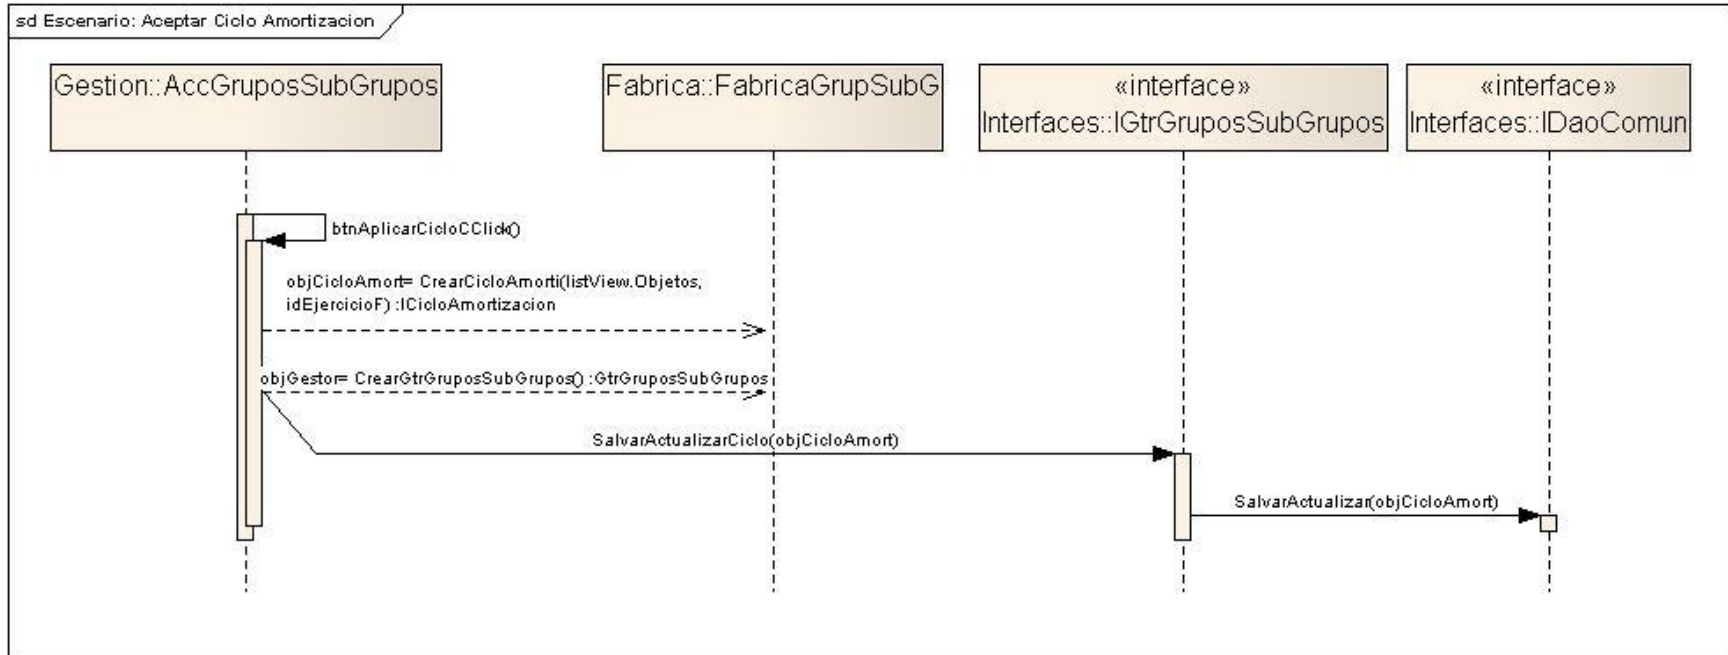 sd Escenario: Aceptar Ciclo Amortizacion
Gestion::AccGruposSubGrupos
Fabrica::FabricaGrupSubG
«interface»
Interfaces::IGtrGruposSubGrupos
«interface»
Interfaces::IDaoComun
btnAplicarCicloCClick()
objCicloAmort= CrearCicloAmorti(listView.Objetos,
idEjercicioF) :ICicloAmortizacion
objGestor= CrearGtrGruposSubGrupos() :GtrGruposSubGrupos
SalvarActualizarCiclo(objCicloAmort)
SalvarActualizar(objCicloAmort)